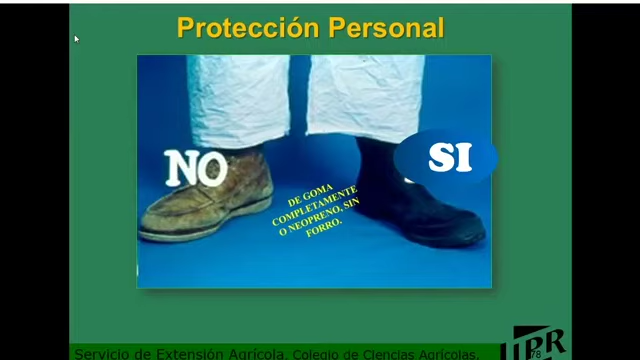 Protección Personal
NO
SI
DE GOMA
COMPLETAMENTE
O NEOPRENO, SIN
FORRO.
Servicio de Extensión Agrícola, Colegio de Ciencias Agrícolas,
UPR
78